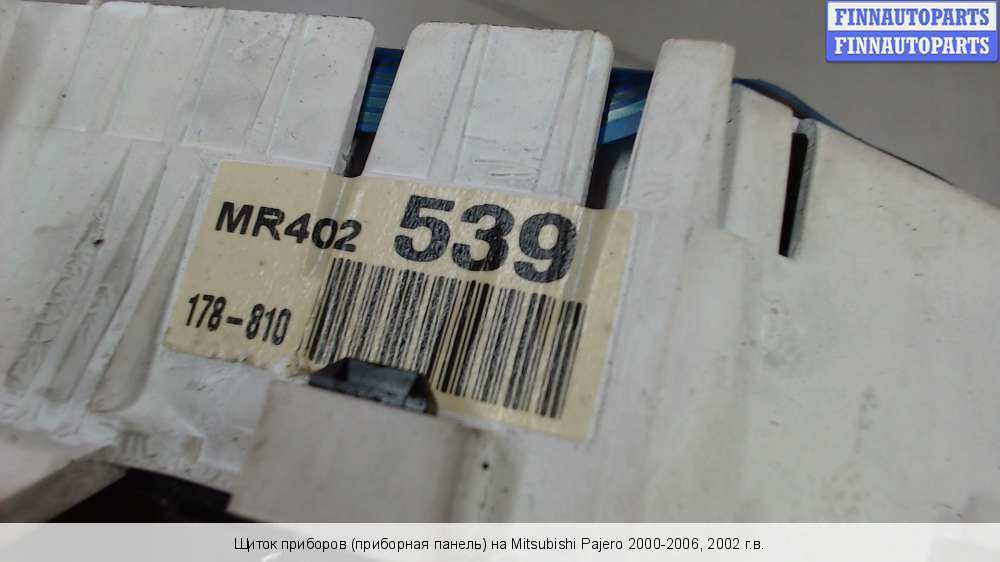 FINNAUTOPARTS
FINNAUTOPARTS
MR402 539
178-810
Щиток приборов (приборная панель) на Mitsubishi Pajero 2000-2006, 2002 г.в.